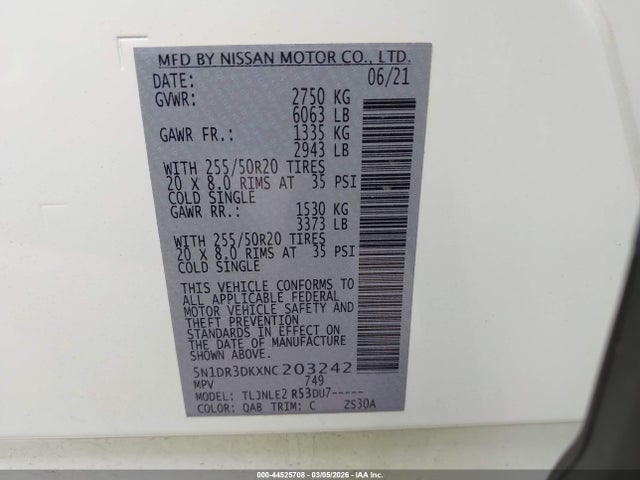 MFD BY NISSAN MOTOR CO., LTD.
DATE: 06/21
GVWR: 2750 KG
6063 LB
GAWR FR.: 1335 KG
2943 LB
WITH 255/50R20 TIRES
20 X 8.0 RIMS AT 35 PSI
COLD SINGLE
GAWR RR.: 1530 KG
3373 LB
WITH 255/50R20 TIRES
20 X 8.0 RIMS AT 35 PSI
COLD SINGLE
THIS VEHICLE CONFORMS TO
ALL APPLICABLE FEDERAL
MOTOR VEHICLE SAFETY AND
THEFT PREVENTION
STANDARDS IN EFFECT ON
THE DATE OF MANUFACTURE
SHOWN ABOVE
5N1DR3DKXNC203242
MPV 749
MODEL: TLJNLE2 R53DU7-----
COLOR: QAB TRIM: C ZS30A
000-44525708 - 03/05/2026 - IAA Inc.